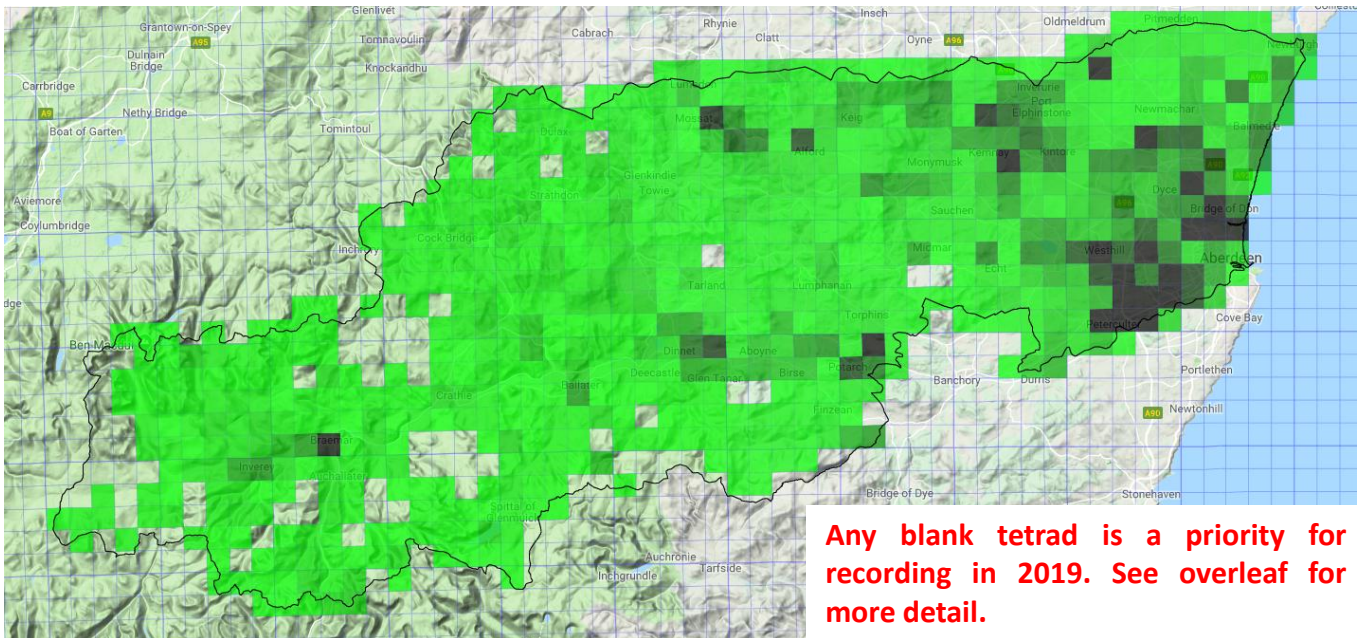 Glenlivet
Collieston
Grantown-on-Spey
Rhynie
Insch
Oldmeldrum
Pitmedden
A95
Cabrach
Clatt
Oyne
A96
Tomnavoulin
Newburgh
Dulnain
Bridge
Knockandhu
A90
Carrbridge
Lumsden
Inverurie
Port
Elphinstone
Newmachar
A9
Nethy Bridge
Mossat
Keig
Balmedie
Boat of Garten
Tomintoul
Alford
Kemnay
Kintore
Monymusk
A90
Glenkindie
Towie
Strathdon
Dyce
Aviemore
A96
Bridge of Don
Coylumbridge
Sauchen
Cock Bridge
Inchrory
Midmar
Westhill
Aberdeen
Echt
Tarland
Lumphanan
Torphins
Peterculter
Cove Bay
Ben Macdui
Dinnet
Aboyne
Deecastle
Glen Tanar
Birse
Potarch
Portlethen
Ballater
Banchory
Durris
Crathie
Finzean
A90
Newtonhill
Braemar
Inverey
Auchallater
Bridge of Dye
Stonehaven
Spittal of
Glenmuick
Auchronie
Tarfside
Inchgrundle
Any blank tetrad is a priority for
recording in 2019. See overleaf for
more detail.